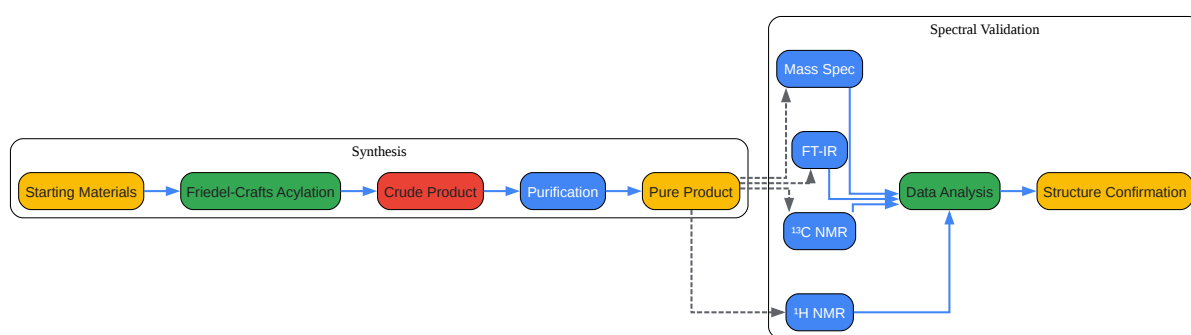 Spectral Validation
Mass Spec
Synthesis
FT-IR
Starting Materials
Friedel-Crafts Acylation
Crude Product
Purification
Pure Product
Data Analysis
Structure Confirmation
¹³C NMR
¹H NMR